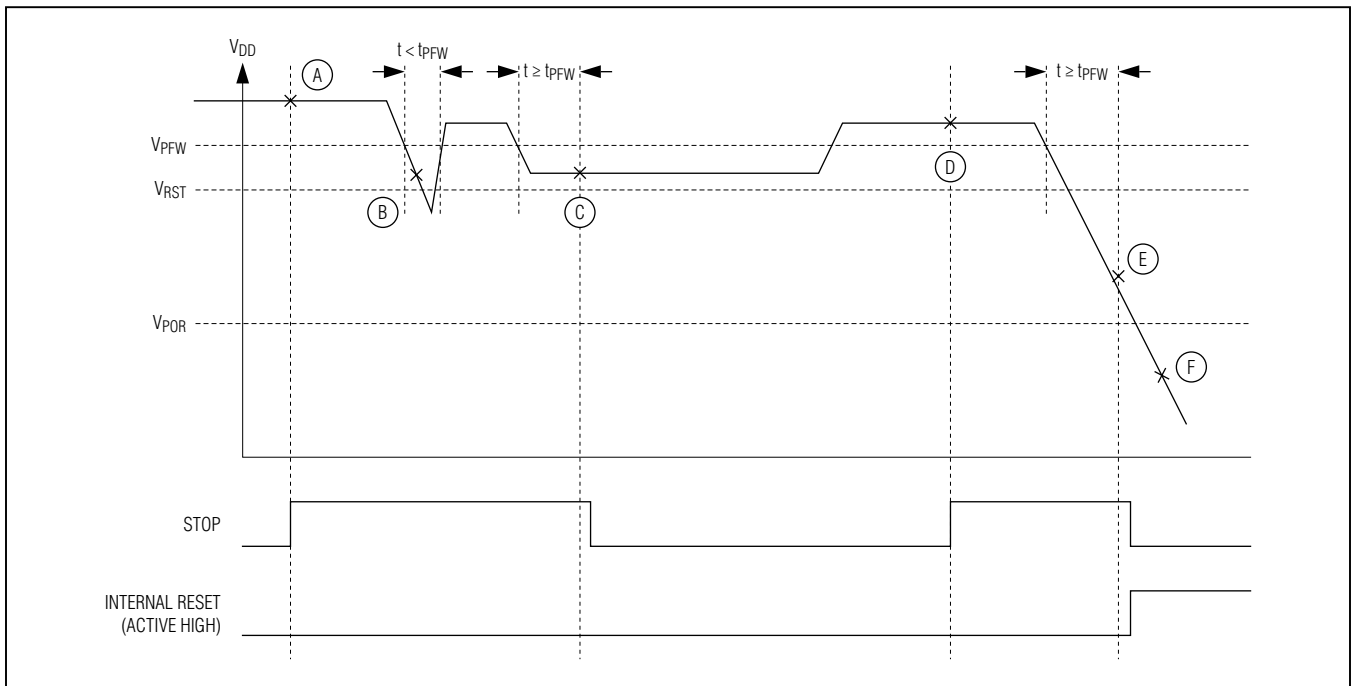 VDD
t < tPFW
t ≥ tPFW
t ≥ tPFW
A
VPFW
D
VRST
B
C
E
VPOR
F
STOP
INTERNAL RESET
(ACTIVE HIGH)